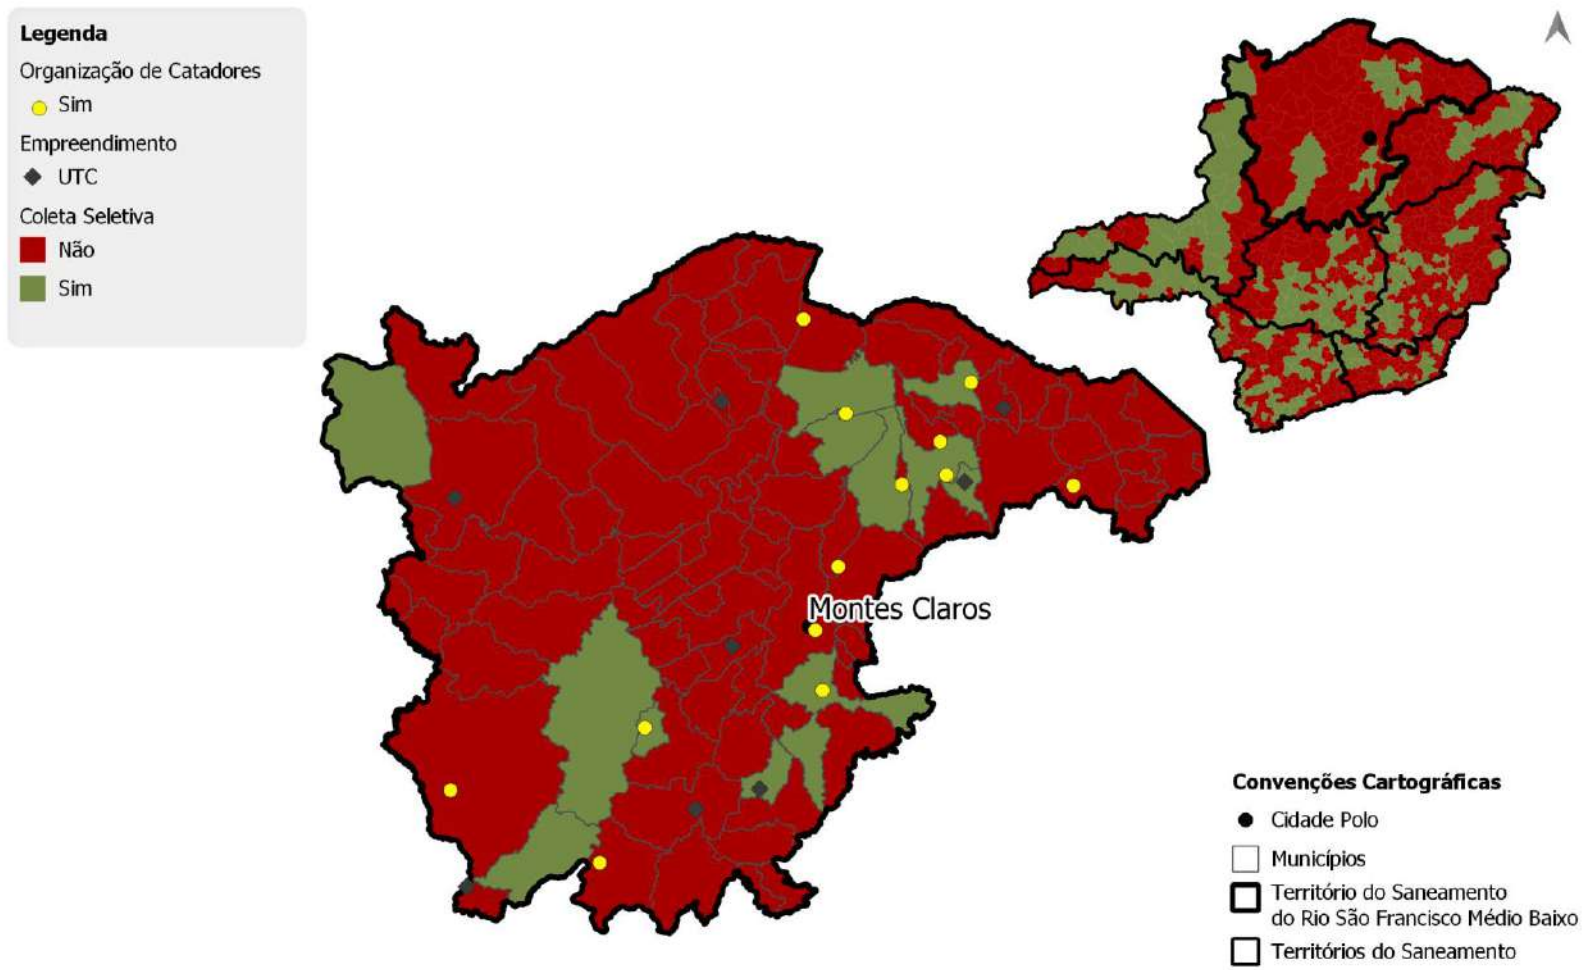 Legenda
Organização de Catadores
Sim
Empreendimento
UTC
Coleta Seletiva
Não
Sim
Montes Claros
Convenções Cartográficas
Cidade Polo
Municípios
Território do Saneamento
do Rio São Francisco Médio Baixo
Territórios do Saneamento